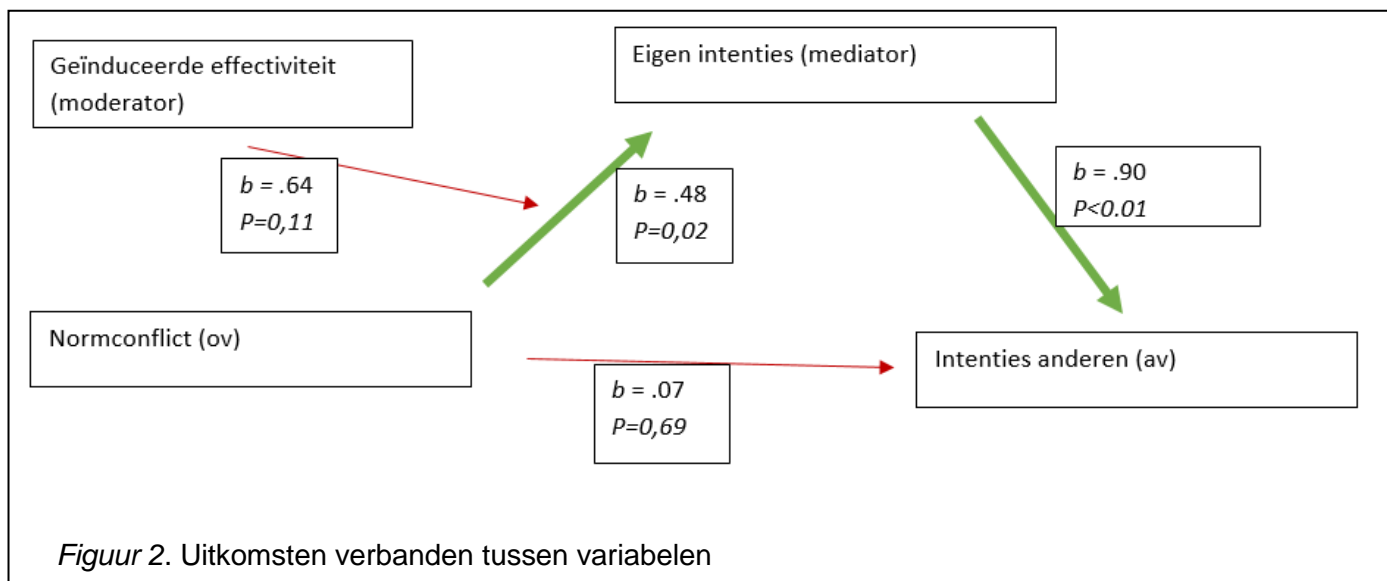 Geïnduceerde effectiviteit
(moderator)
Eigen intenties (mediator)
b = .64
P=0,11
b = .48
P=0,02
b = .90
P<0.01
Normconflict (ov)
Intenties anderen (av)
b = .07
P=0,69
Figuur 2. Uitkomsten verbanden tussen variabelen